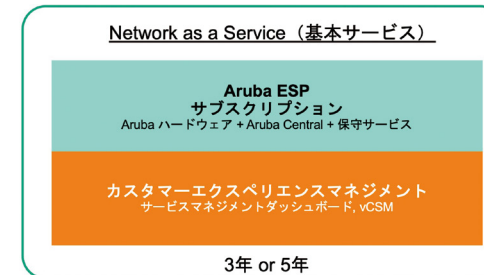 Network as a Service（基本サービス）
Aruba ESP
サブスクリプション
Aruba ハードウェア + Aruba Central + 保守サービス
カスタマーエクスペリエンスマネジメント
サービスマネジメントダッシュボード, vCSM
3年 or 5年